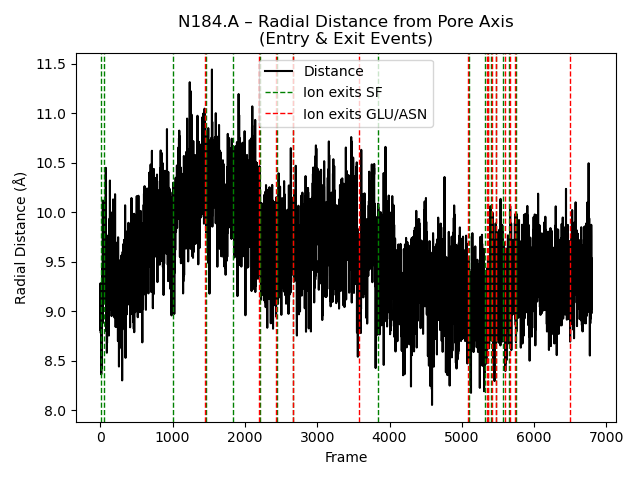 N184.A – Radial Distance from Pore Axis
(Entry & Exit Events)
Distance
Ion exits SF
Ion exits GLU/ASN
11.5
11.0
10.5
10.0
9.5
9.0
8.5
8.0
Radial Distance (Å)
0 1000 2000 3000 4000 5000 6000 7000
Frame